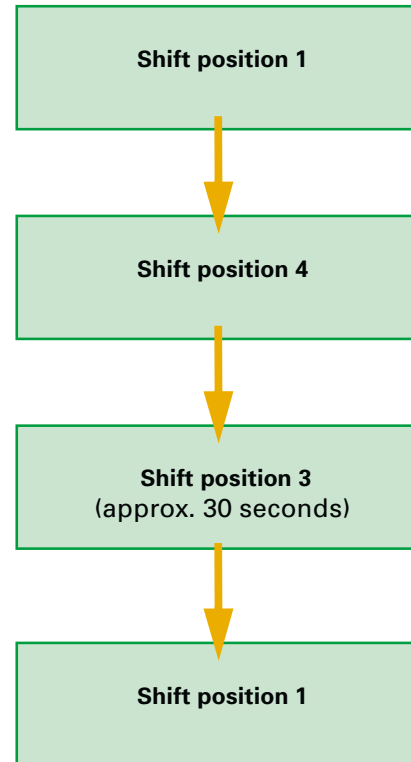 Shift position 1
Shift position 4
Shift position 3
(approx. 30 seconds)
Shift position 1